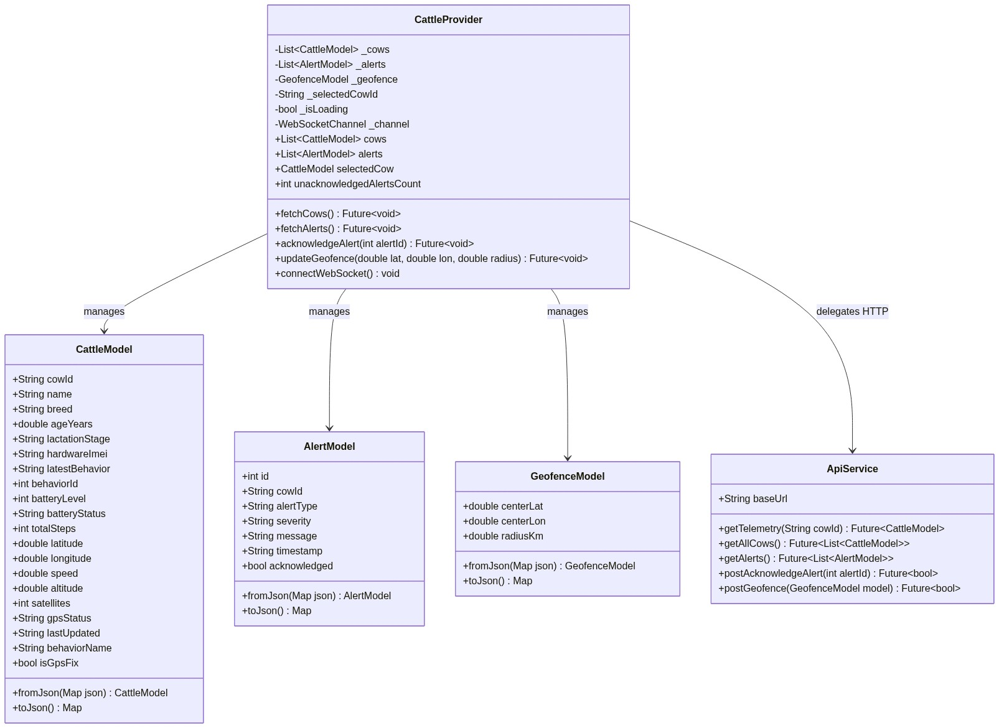 CattleProvider
-List<CattleModel> _cows
-List<AlertModel> _alerts
-GeofenceModel _geofence
-String _selectedCowId
-bool _isLoading
-WebSocketChannel _channel
+List<CattleModel> cows
+List<AlertModel> alerts
+CattleModel selectedCow
+int unacknowledgedAlertsCount
+fetchCows() : Future<void>
+fetchAlerts() : Future<void>
+acknowledgeAlert(int alertId) : Future<void>
+updateGeofence(double lat, double lon, double radius) : Future<void>
+connectWebSocket() : void
manages
manages
manages
delegates HTTP
CattleModel
+String cowId
+String name
+String breed
+double ageYears
+String lactationStage
+String hardwareImei
+String latestBehavior
+int behaviorId
+int batteryLevel
+String batteryStatus
+int totalSteps
+double latitude
+double longitude
+double speed
+double altitude
+int satellites
+String gpsStatus
+String lastUpdated
+String behaviorName
+bool isGpsFix
+fromJson(Map json) : CattleModel
+toJson() : Map
AlertModel
+int id
+String cowId
+String alertType
+String severity
+String message
+String timestamp
+bool acknowledged
+fromJson(Map json) : AlertModel
+toJson() : Map
GeofenceModel
+double centerLat
+double centerLon
+double radiusKm
+fromJson(Map json) : GeofenceModel
+toJson() : Map
ApiService
+String baseUrl
+getTelemetry(String cowId) : Future<CattleModel>
+getAllCows() : Future<List<CattleModel>>
+getAlerts() : Future<List<AlertModel>>
+postAcknowledgeAlert(int alertId) : Future<bool>
+postGeofence(GeofenceModel model) : Future<bool>